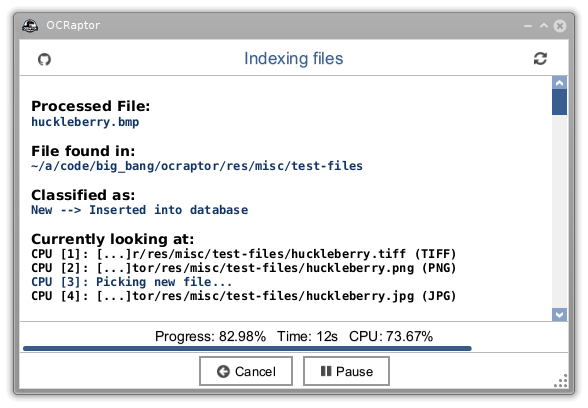 OCRaptor
Indexing files
Processed File:
huckleberry.bmp
File found in:
~/a/code/big_bang/ocraptor/res/misc/test-files
Classified as:
New --> Inserted into database
Currently looking at:
CPU [1]: [...]r/res/misc/test-files/huckleberry.tiff (TIFF)
CPU [2]: [...]tor/res/misc/test-files/huckleberry.png (PNG)
CPU [3]: Picking new file...
CPU [4]: [...]tor/res/misc/test-files/huckleberry.jpg (JPG)
Progress: 82.98% Time: 12s CPU: 73.67%
Cancel Pause